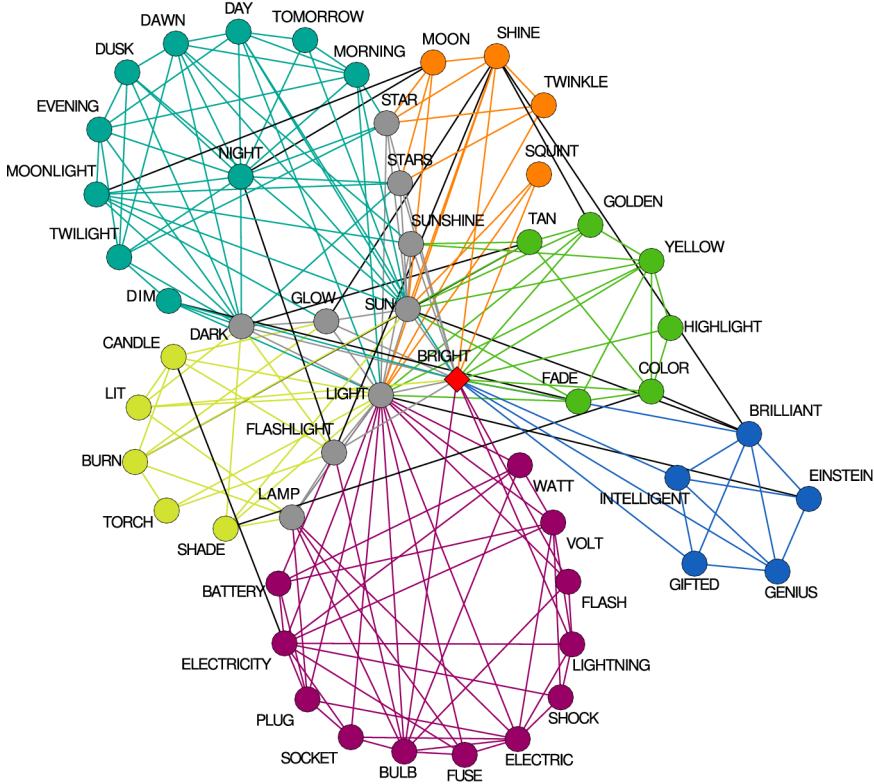 TOMORROW
DAY
DAWN
DUSK
MORNING
MOON
SHINE
TWINKLE
EVENING
STAR
NIGHT
STARS
SQUINT
MOONLIGHT
TWILIGHT
SUNSHINE
TAN
GOLDEN
YELLOW
DIM
GLOW
SUN
DARK
HIGHLIGHT
CANDLE
BRIGHT
LIT
LIGHT
FADE
COLOR
BRILLIANT
FLASHLIGHT
BURN
LAMP
WATT
INTELLIGENT
EINSTEIN
TORCH
SHADE
VOLT
BATTERY
FLASH
GIFTED
GENIUS
ELECTRICITY
LIGHTNING
PLUG
SHOCK
SOCKET
BULB
FUSE
ELECTRIC